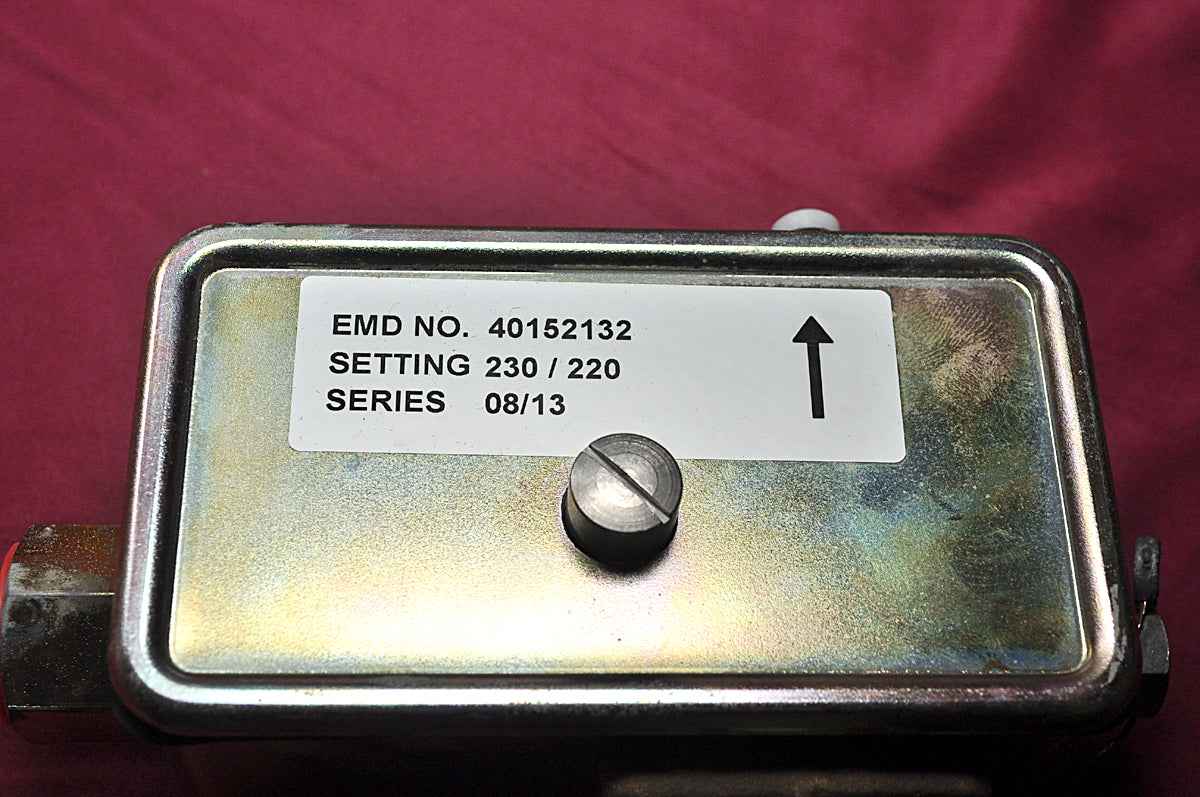 EMD NO. 40152132
SETTING 230 / 220
SERIES 08/13